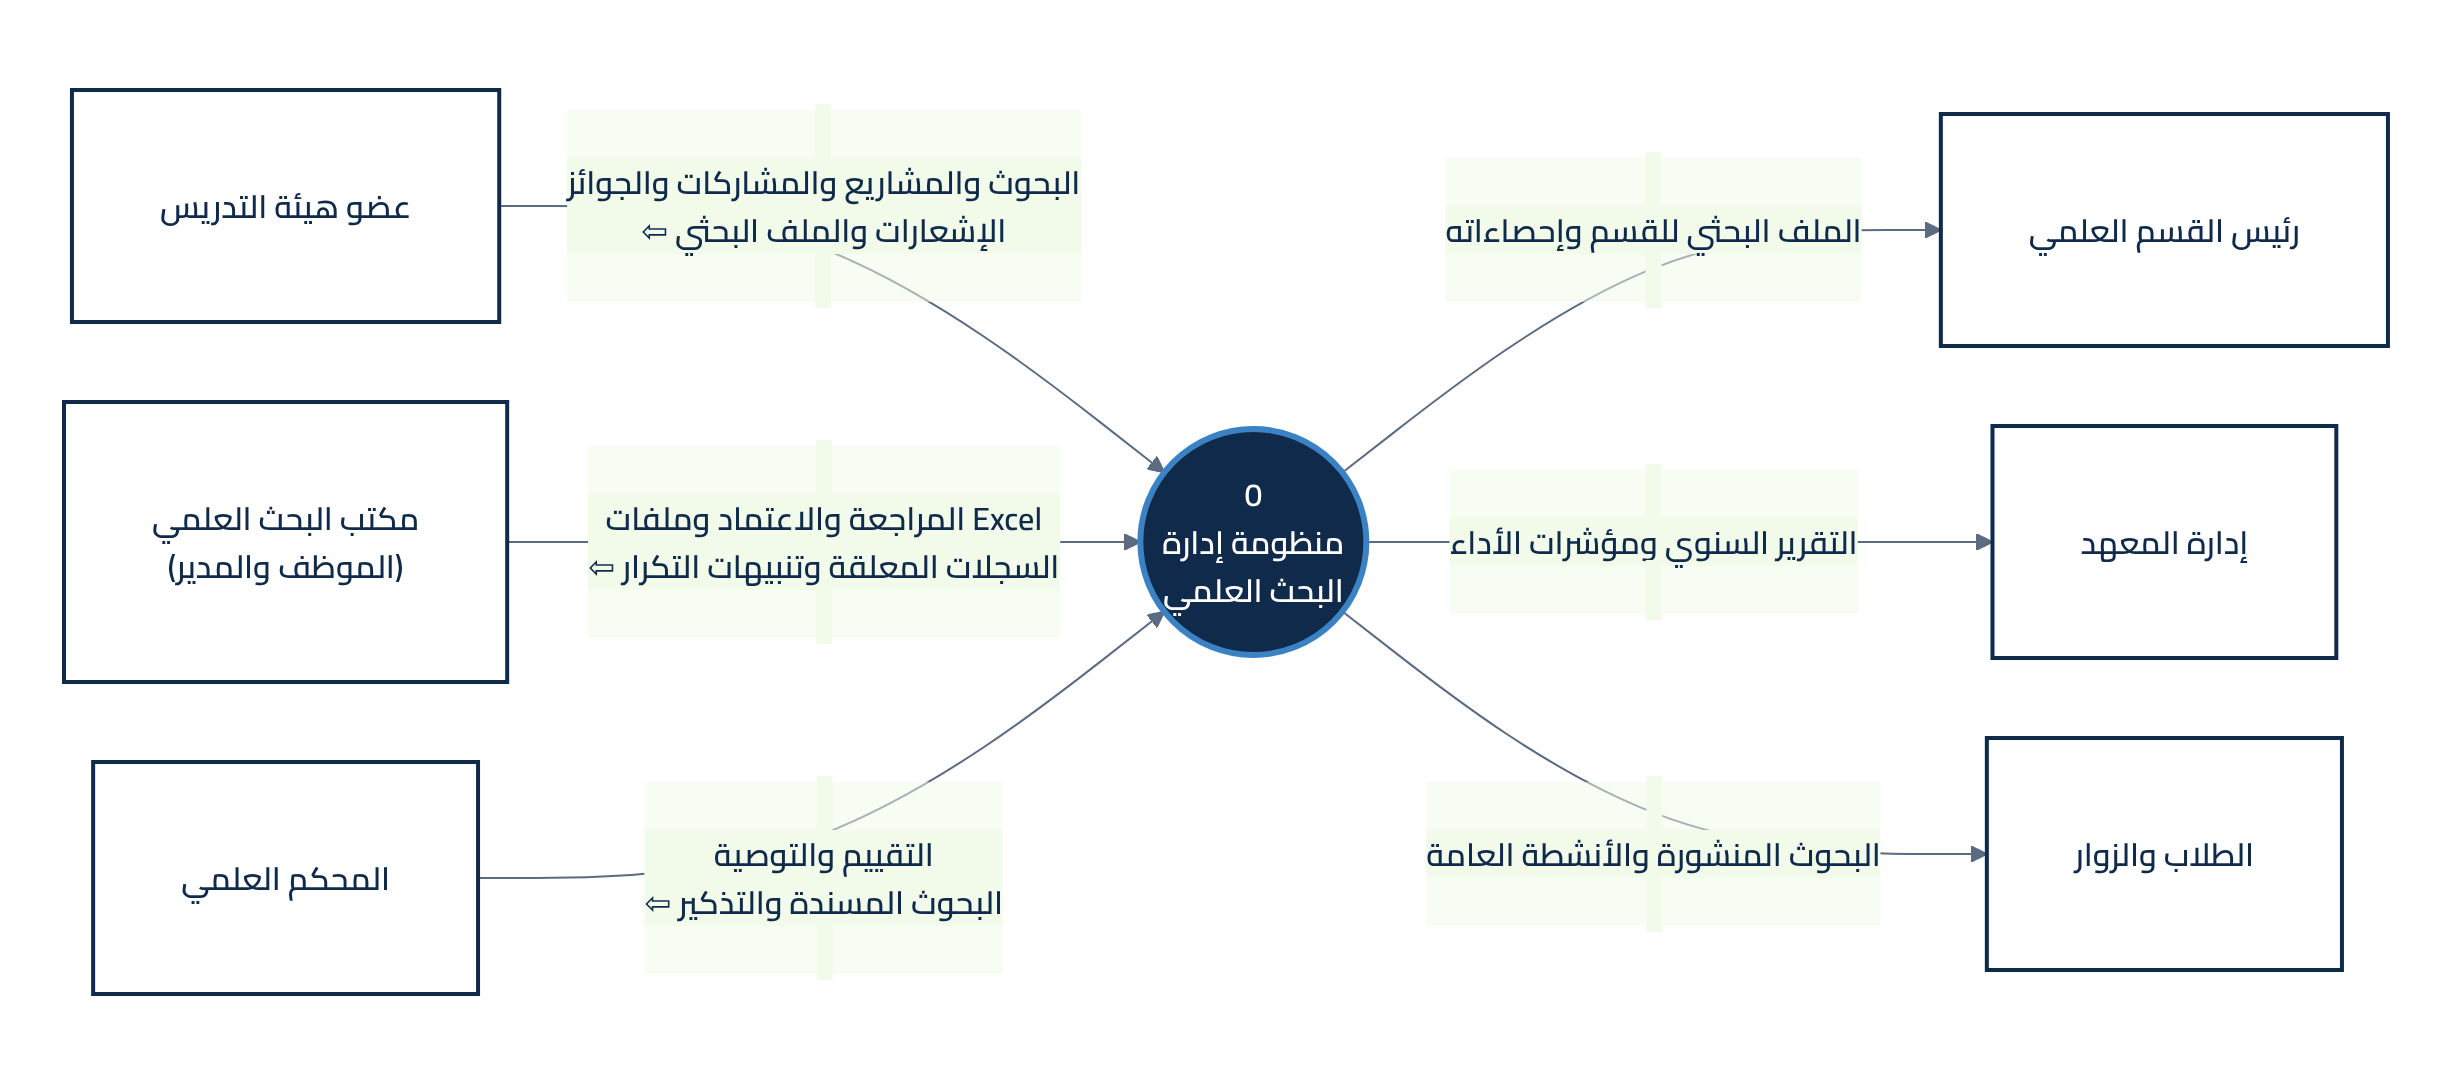 عضو هيئة التدريس
البحوث والمشاريع والمشاركات والجوائز
الإشعارات والملف البحثي ⇦
الملف البحثي للقسم وإحصاءاته
رئيس القسم العلمي
مكتب البحث العلمي
(الموظف والمدير)
المراجعة والاعتماد وملفات Excel
السجلات المعلقة وتنبيهات التكرار ⇦
0
منظومة إدارة
البحث العلمي
التقرير السنوي ومؤشرات الأداء
إدارة المعهد
المحكم العلمي
التقييم والتوصية
البحوث المسندة والتذكير ⇦
البحوث المنشورة والأنشطة العامة
الطلاب والزوار